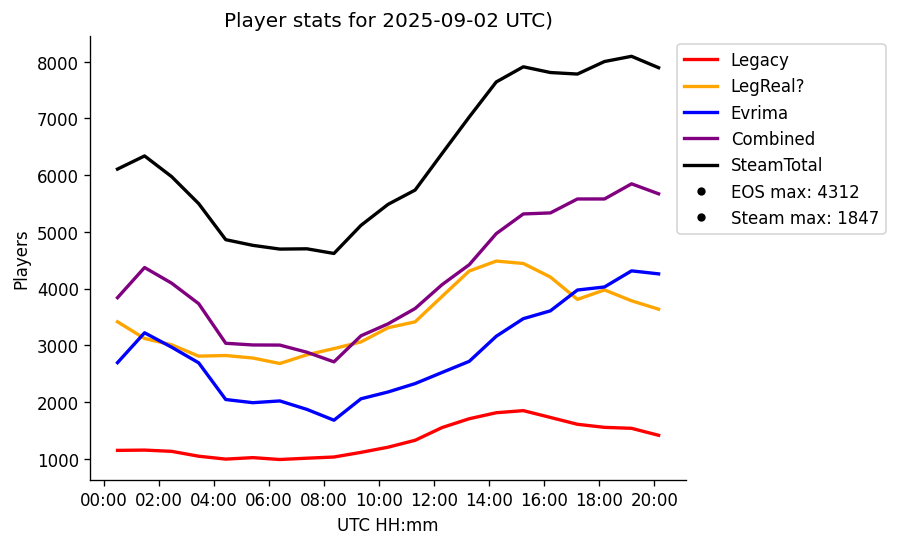 Player stats for 2025-09-02 UTC)
Players
8000
7000
6000
5000
4000
3000
2000
1000
00:00 02:00 04:00 06:00 08:00 10:00 12:00 14:00 16:00 18:00 20:00
UTC HH:mm
Legacy
LegReal?
Evrima
Combined
SteamTotal
EOS max: 4312
Steam max: 1847